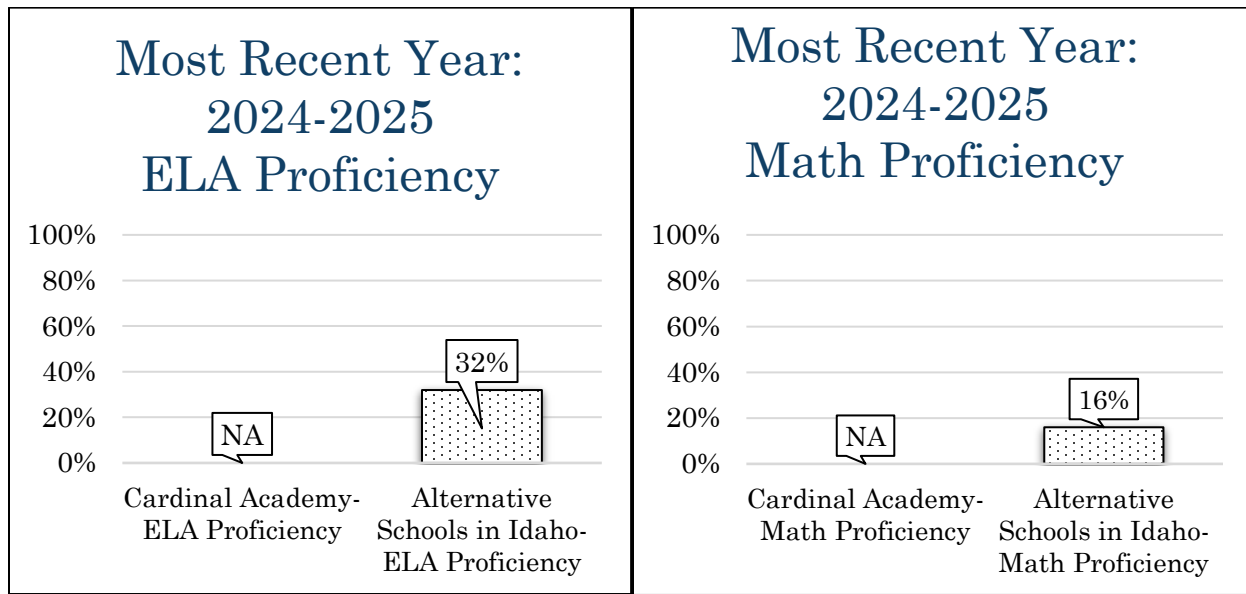 Most Recent Year:
2024-2025
ELA Proficiency
100%
80%
60%
40%
20%
0%
NA
32%
Cardinal Academy-
ELA Proficiency
Alternative
Schools in Idaho-
ELA Proficiency
Most Recent Year:
2024-2025
Math Proficiency
100%
80%
60%
40%
20%
0%
NA
16%
Cardinal Academy-
Math Proficiency
Alternative
Schools in Idaho-
Math Proficiency